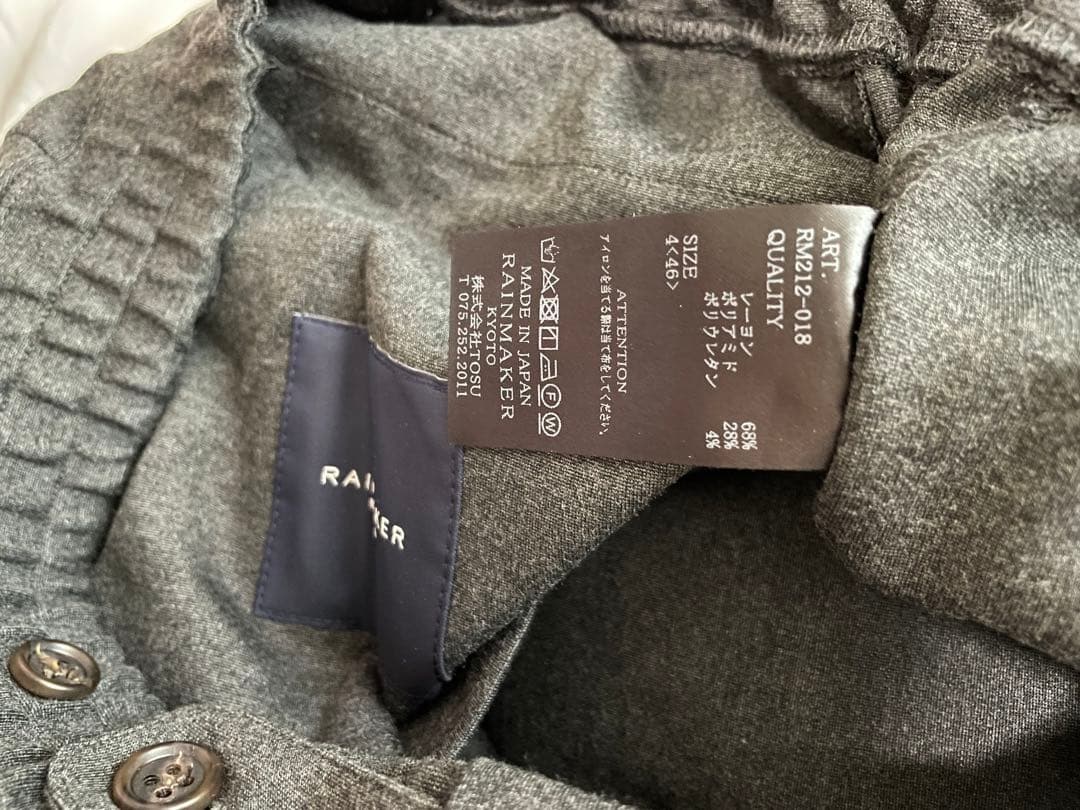 ART.
RM212-018
QUALITY
レーヨン 68%
ポリアミド 28%
ポリウレタン 4%
SIZE
4<46>
ATTENTION
アイロンを当てる際は当て布をしてください。
F W
MADE IN JAPAN
RAINMAKER
KYOTO
株式会社TOSU
T 075.252.2011
RAI
KER